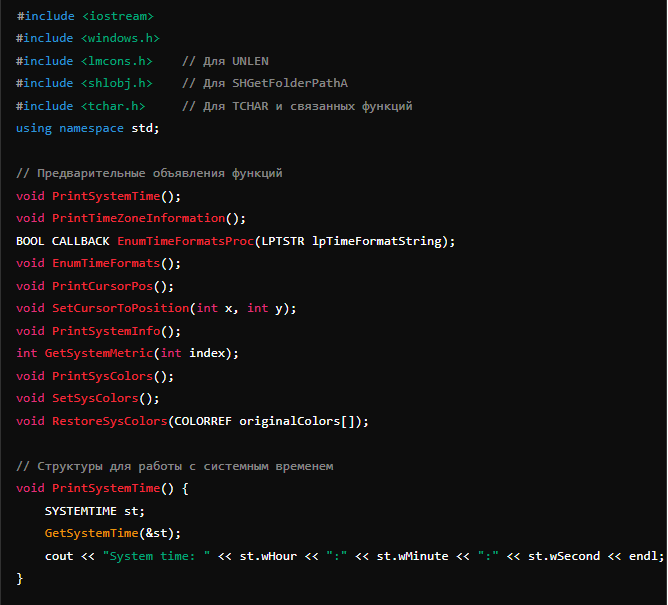 #include <iostream>
#include <windows.h>
#include <lmcons.h>    // Для UNLEN
#include <shlobj.h>    // Для SHGetFolderPathA
#include <tchar.h>     // Для TCHAR и связанных функций
using namespace std;

// Предварительные объявления функций
void PrintSystemTime();
void PrintTimeZoneInformation();
BOOL CALLBACK EnumTimeFormatsProc(LPTSTR lpTimeFormatString);
void EnumTimeFormats();
void PrintCursorPos();
void SetCursorToPosition(int x, int y);
void PrintSystemInfo();
int GetSystemMetric(int index);
void PrintSysColors();
void SetSysColors();
void RestoreSysColors(COLORREF originalColors[]);

// Структуры для работы с системным временем
void PrintSystemTime() {
    SYSTEMTIME st;
    GetSystemTime(&st);
    cout << "System time: " << st.wHour << ":" << st.wMinute << ":" << st.wSecond << endl;
}